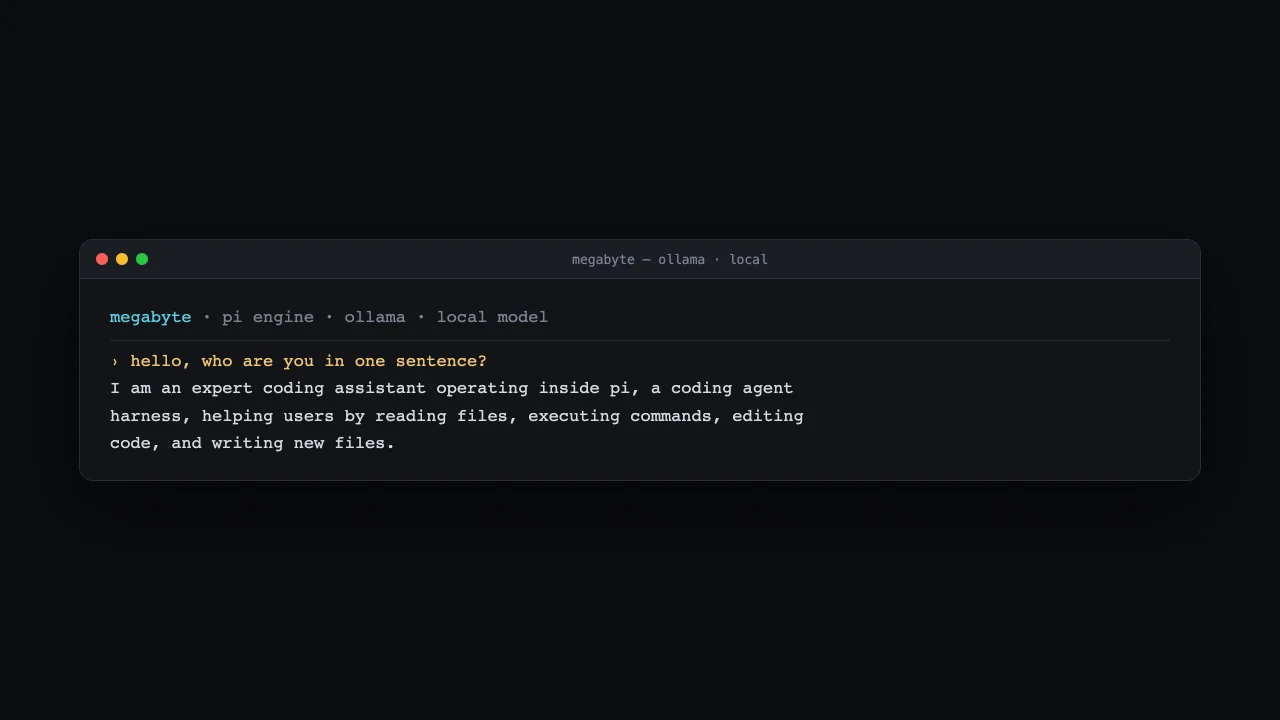 megabyte — ollama · local
megabyte · pi engine · ollama · local model
› hello, who are you in one sentence?
I am an expert coding assistant operating inside pi, a coding agent
harness, helping users by reading files, executing commands, editing
code, and writing new files.